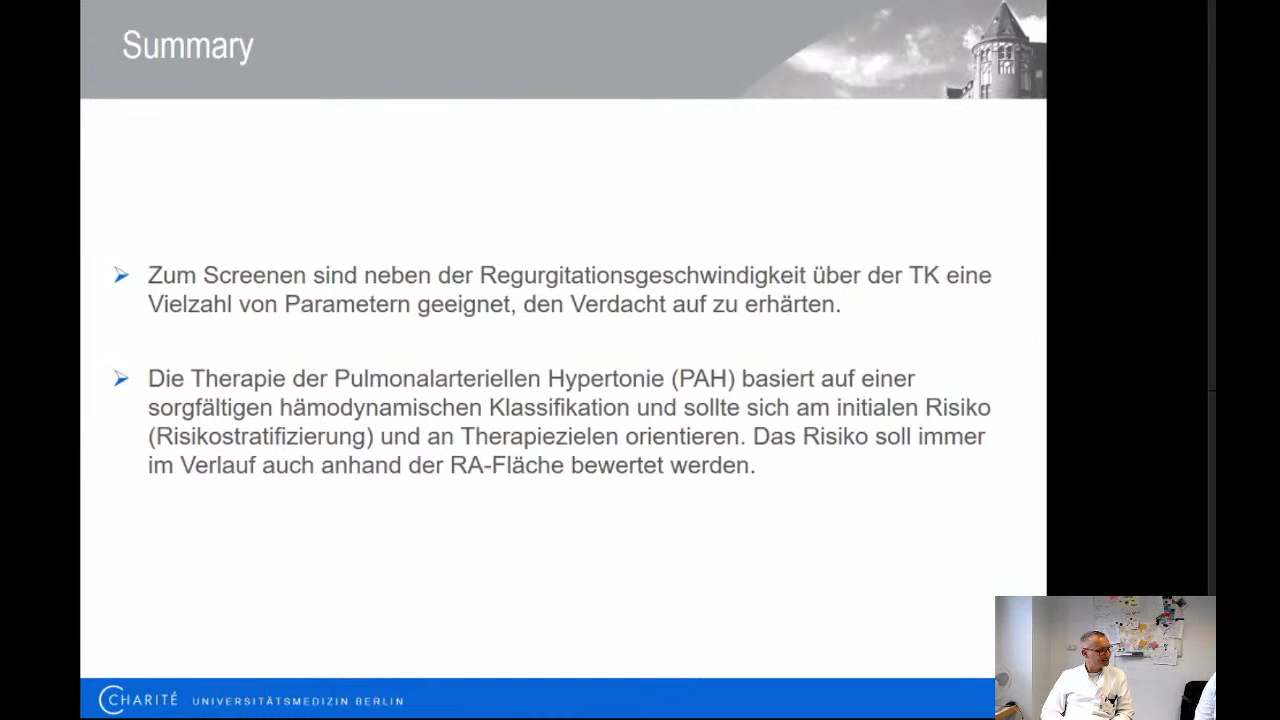 Summary
Zum Screenen sind neben der Regurgitationsgeschwindigkeit über der TK eine
Vielzahl von Parametern geeignet, den Verdacht auf zu erhärten.
Die Therapie der Pulmonalarteriellen Hypertonie (PAH) basiert auf einer
sorgfältigen hämodynamischen Klassifikation und sollte sich am initialen Risiko
(Risikostratifizierung) und an Therapiezielen orientieren. Das Risiko soll immer
im Verlauf auch anhand der RA-Fläche bewertet werden.
CHARITÉ UNIVERSITÄTSMEDIZIN BERLIN